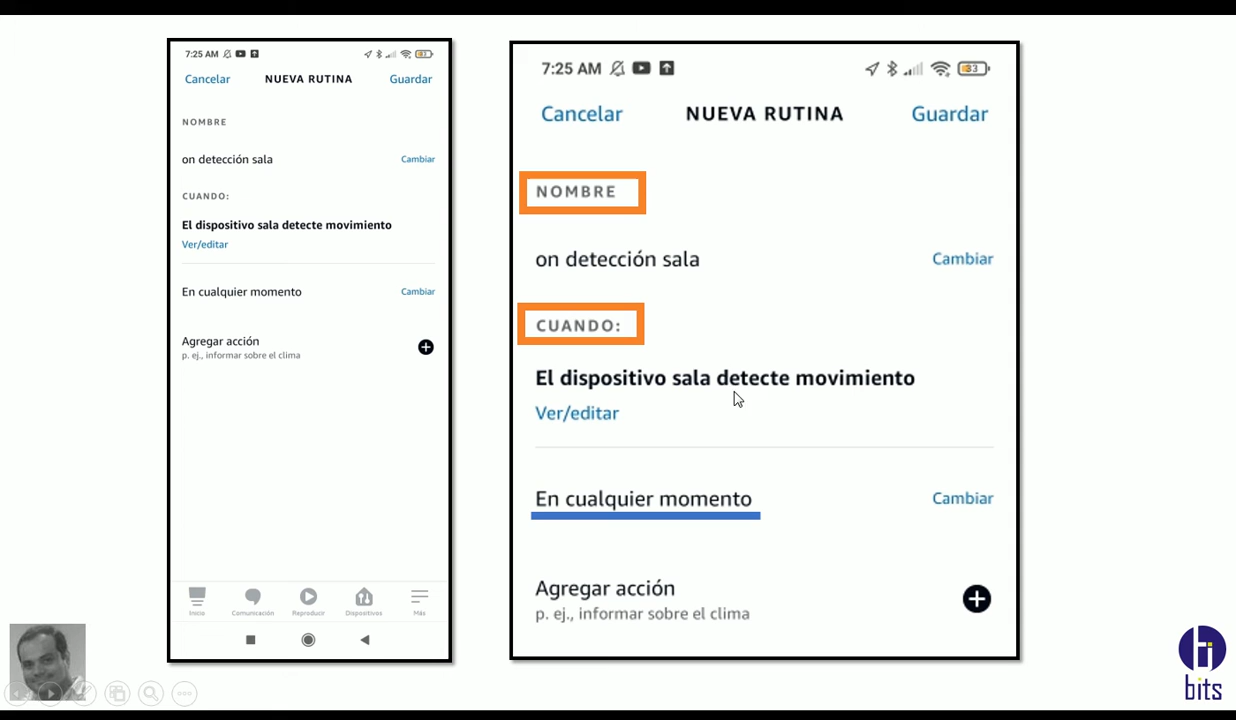 7:25 AM
Cancelar NUEVA RUTINA Guardar
NOMBRE
on detección sala Cambiar
CUANDO:
El dispositivo sala detecte movimiento
Ver/editar
En cualquier momento Cambiar
Agregar acción
p. ej., informar sobre el clima
Inicio Comunicación Reproducir Dispositivos Más
7:25 AM 33
Cancelar NUEVA RUTINA Guardar
NOMBRE
on detección sala Cambiar
CUANDO:
El dispositivo sala detecte movimiento
Ver/editar
En cualquier momento Cambiar
Agregar acción
p. ej., informar sobre el clima
bits